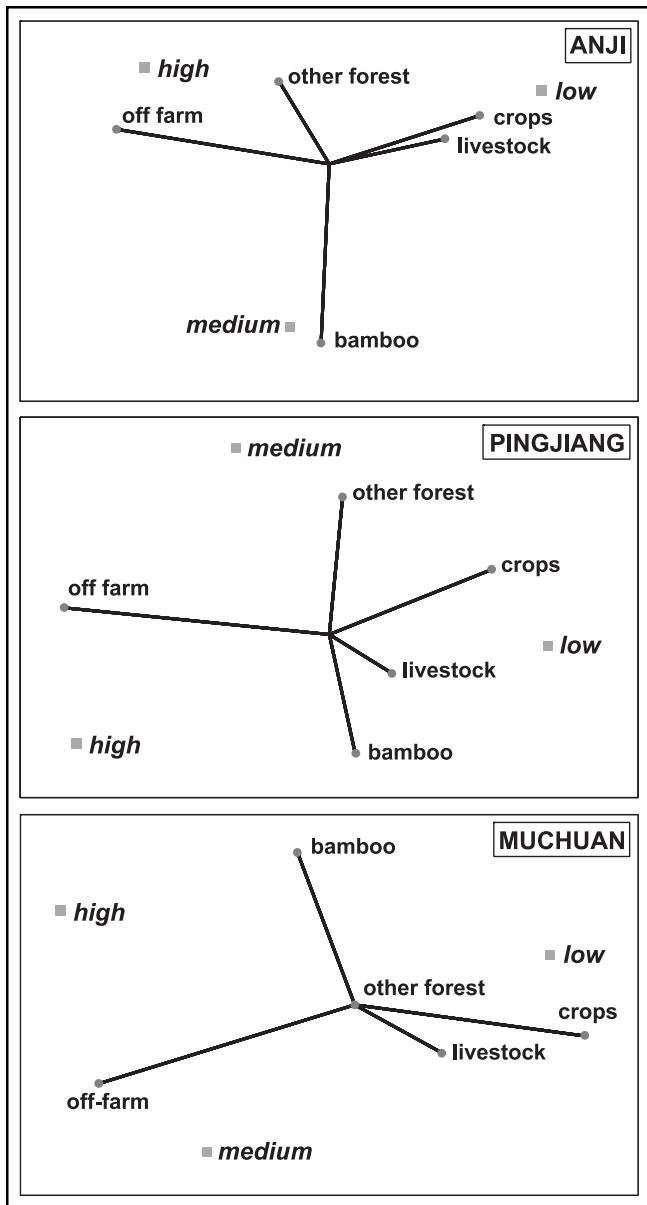 ANJI
high
other forest
low
off farm
crops
livestock
medium
bamboo
PINGJIANG
medium
other forest
crops
off farm
low
livestock
high
bamboo
MUCHUAN
bamboo
high
low
other forest
crops
livestock
off-farm
medium